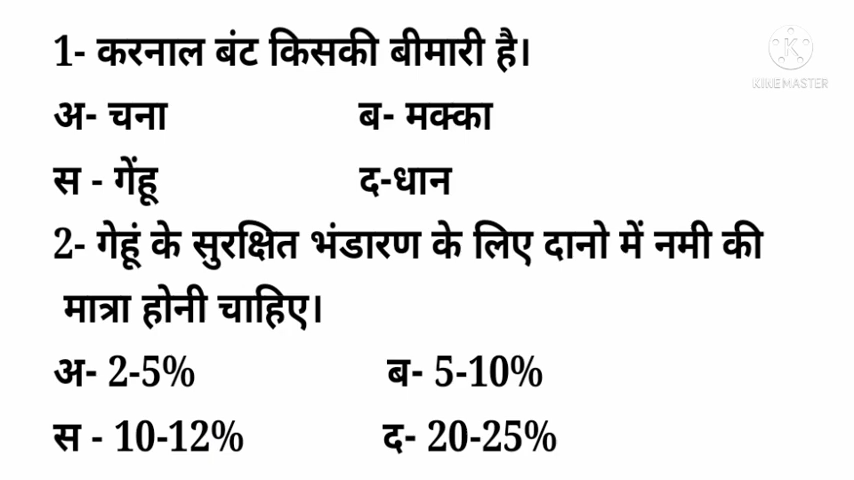 1- करनाल बंट किसकी बीमारी है।
K
KINEMASTER
अ- चना ब- मक्का
स - गेंहू द-धान
2- गेहूं के सुरक्षित भंडारण के लिए दानो में नमी की
मात्रा होनी चाहिए।
अ- 2-5% ब- 5-10%
स - 10-12% द- 20-25%